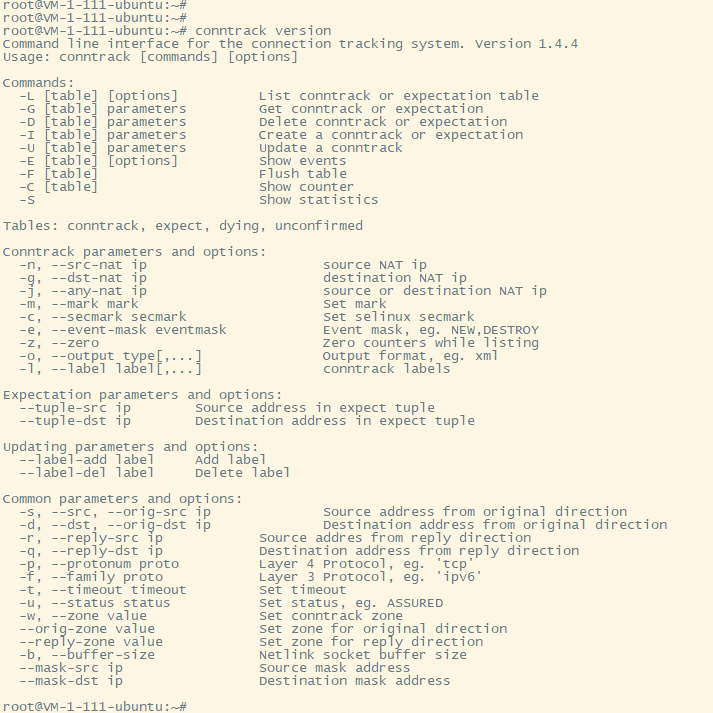 root@VM-1-111-ubuntu:~#
root@VM-1-111-ubuntu:~#
root@VM-1-111-ubuntu:~# conntrack version
Command line interface for the connection tracking system. Version 1.4.4
Usage: conntrack [commands] [options]

Commands:
  -L [table] [options]          List conntrack or expectation table
  -G [table] parameters         Get conntrack or expectation
  -D [table] parameters         Delete conntrack or expectation
  -I [table] parameters         Create a conntrack or expectation
  -U [table] parameters         Update a conntrack
  -E [table] [options]          Show events
  -F [table]                    Flush table
  -C [table]                    Show counter
  -S                            Show statistics

Tables: conntrack, expect, dying, unconfirmed

Conntrack parameters and options:
  -n, --src-nat ip                      source NAT ip
  -g, --dst-nat ip                      destination NAT ip
  -j, --any-nat ip                      source or destination NAT ip
  -m, --mark mark                       Set mark
  -c, --secmark secmark                 Set selinux secmark
  -e, --event-mask eventmask            Event mask, eg. NEW,DESTROY
  -z, --zero                            Zero counters while listing
  -o, --output type[,...]               Output format, eg. xml
  -l, --label label[,...]               conntrack labels

Expectation parameters and options:
  --tuple-src ip        Source address in expect tuple
  --tuple-dst ip        Destination address in expect tuple

Updating parameters and options:
  --label-add label     Add label
  --label-del label     Delete label

Common parameters and options:
  -s, --src, --orig-src ip              Source address from original direction
  -d, --dst, --orig-dst ip              Destination address from original direction
  -r, --reply-src ip            Source addres from reply direction
  -q, --reply-dst ip            Destination address from reply direction
  -p, --protonum proto          Layer 4 Protocol, eg. 'tcp'
  -f, --family proto            Layer 3 Protocol, eg. 'ipv6'
  -t, --timeout timeout         Set timeout
  -u, --status status           Set status, eg. ASSURED
  -w, --zone value              Set conntrack zone
  --orig-zone value             Set zone for original direction
  --reply-zone value            Set zone for reply direction
  -b, --buffer-size             Netlink socket buffer size
  --mask-src ip                 Source mask address
  --mask-dst ip                 Destination mask address

root@VM-1-111-ubuntu:~#